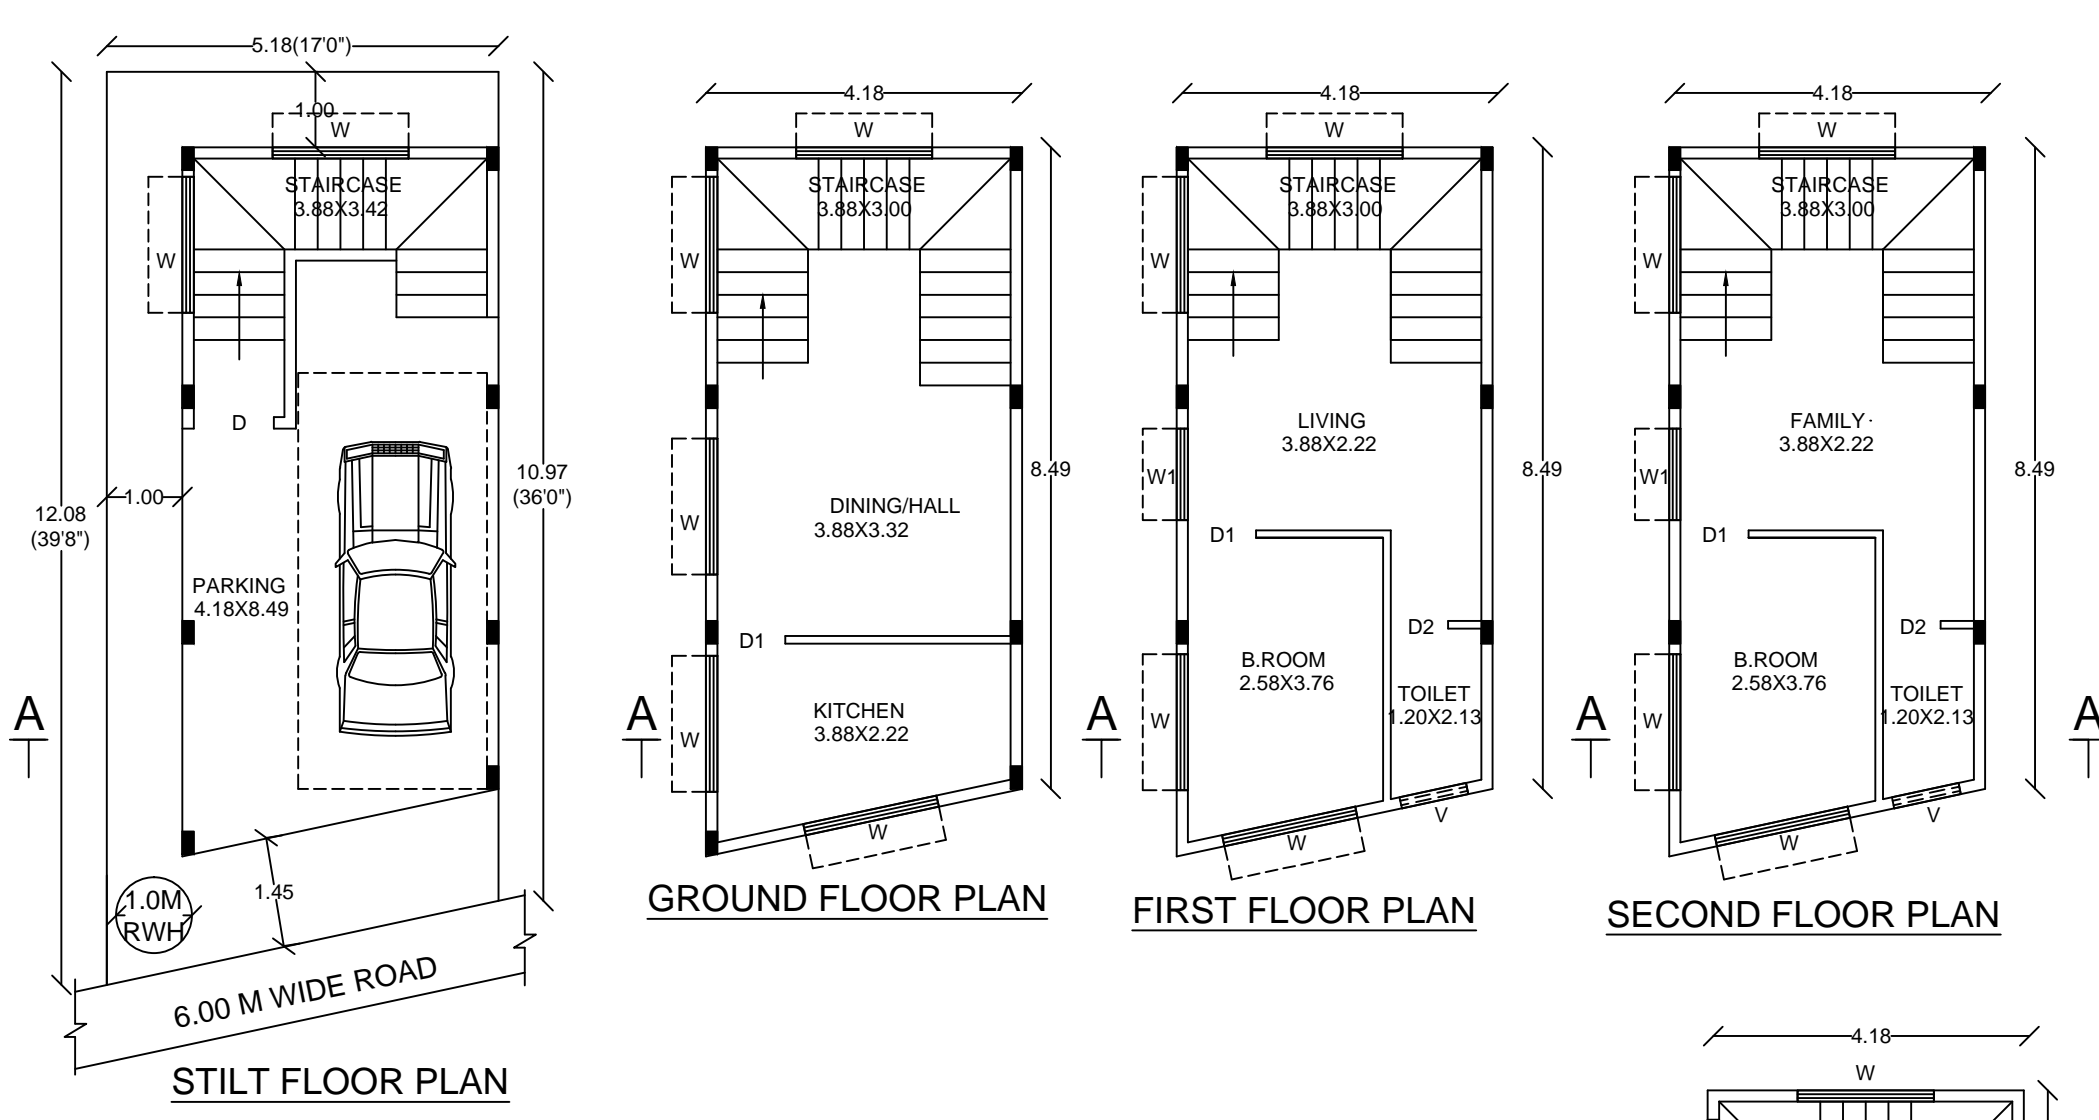 5.18(17'0")
1.00
W
STAIRCASE
3.88X3.42
W
D
1.00
12.08
(39'8")
10.97
(36'0")
PARKING
4.18X8.49
A
1.45
1.0M
RWH
6.00 M WIDE ROAD
STILT FLOOR PLAN
4.18
W
STAIRCASE
3.88X3.00
W
8.49
DINING/HALL
3.88X3.32
W
D1
KITCHEN
3.88X2.22
W
A
W
GROUND FLOOR PLAN
4.18
W
STAIRCASE
3.88X3.00
W
LIVING
3.88X2.22
W1
8.49
D1
D2
B.ROOM
2.58X3.76
TOILET
1.20X2.13
W
A
V
W
FIRST FLOOR PLAN
4.18
W
STAIRCASE
3.88X3.00
W
FAMILY
3.88X2.22
W1
8.49
D1
D2
B.ROOM
2.58X3.76
TOILET
1.20X2.13
W
A
V
W
SECOND FLOOR PLAN
A
4.18
W